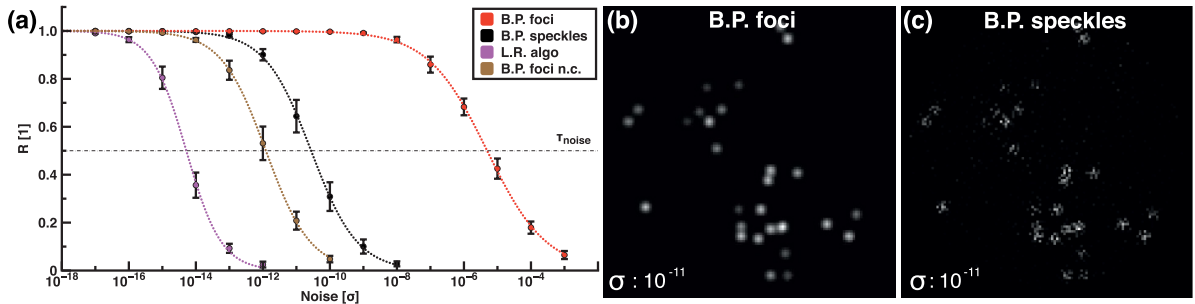 (a)
B.P. foci
B.P. speckles
L.R. algo
B.P. foci n.c.
R [1]
1.0
0.8
0.6
0.4
0.2
0
τnoise
10⁻¹⁸ 10⁻¹⁶ 10⁻¹⁴ 10⁻¹² 10⁻¹⁰ 10⁻⁸ 10⁻⁶ 10⁻⁴
Noise [σ]
(b) B.P. foci
σ : 10⁻¹¹
(c) B.P. speckles
σ : 10⁻¹¹